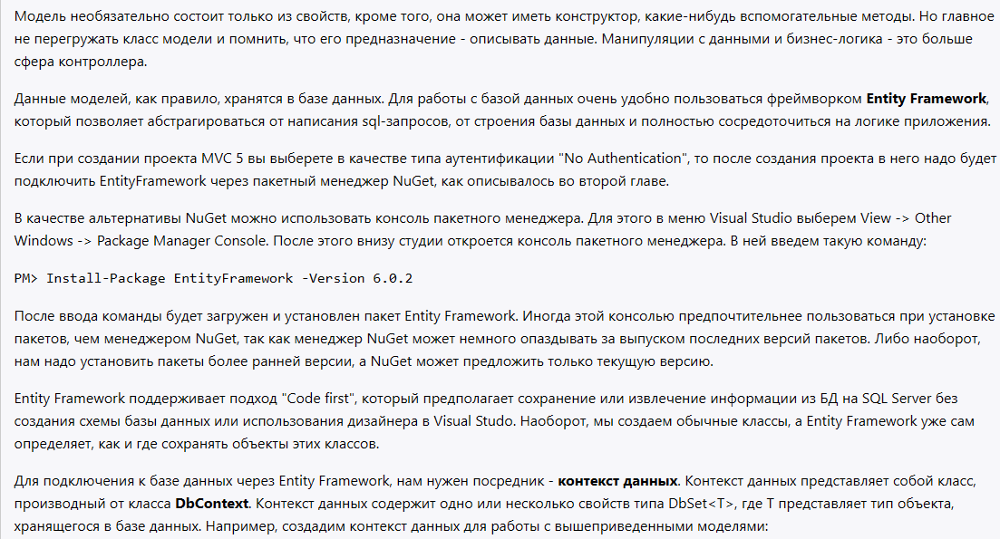 Модель необязательно состоит только из свойств, кроме того, она может иметь конструктор, какие-нибудь вспомогательные методы. Но главное
не перегружать класс модели и помнить, что его предназначение - описывать данные. Манипуляции с данными и бизнес-логика - это больше
сфера контроллера.
Данные моделей, как правило, хранятся в базе данных. Для работы с базой данных очень удобно пользоваться фреймворком Entity Framework,
который позволяет абстрагироваться от написания sql-запросов, от строения базы данных и полностью сосредоточиться на логике приложения.
Если при создании проекта MVC 5 вы выберете в качестве типа аутентификации "No Authentication", то после создания проекта в него надо будет
подключить EntityFramework через пакетный менеджер NuGet, как описывалось во второй главе.
В качестве альтернативы NuGet можно использовать консоль пакетного менеджера. Для этого в меню Visual Studio выберем View -> Other
Windows -> Package Manager Console. После этого внизу студии откроется консоль пакетного менеджера. В ней введем такую команду:
PM> Install-Package EntityFramework -Version 6.0.2
После ввода команды будет загружен и установлен пакет Entity Framework. Иногда этой консолью предпочтительнее пользоваться при установке
пакетов, чем менеджером NuGet, так как менеджер NuGet может немного опаздывать за выпуском последних версий пакетов. Либо наоборот,
нам надо установить пакеты более ранней версии, а NuGet может предложить только текущую версию.
Entity Framework поддерживает подход "Code first", который предполагает сохранение или извлечение информации из БД на SQL Server без
создания схемы базы данных или использования дизайнера в Visual Studo. Наоборот, мы создаем обычные классы, а Entity Framework уже сам
определяет, как и где сохранять объекты этих классов.
Для подключения к базе данных через Entity Framework, нам нужен посредник - контекст данных. Контекст данных представляет собой класс,
производный от класса DbContext. Контекст данных содержит одно или несколько свойств типа DbSet<T>, где T представляет тип объекта,
хранящегося в базе данных. Например, создадим контекст данных для работы с вышеприведенными моделями: